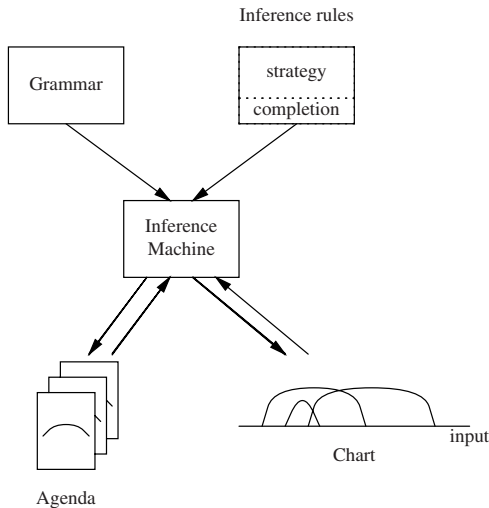 Inference rules
Grammar
strategy
completion
Inference
Machine
input
Chart
Agenda